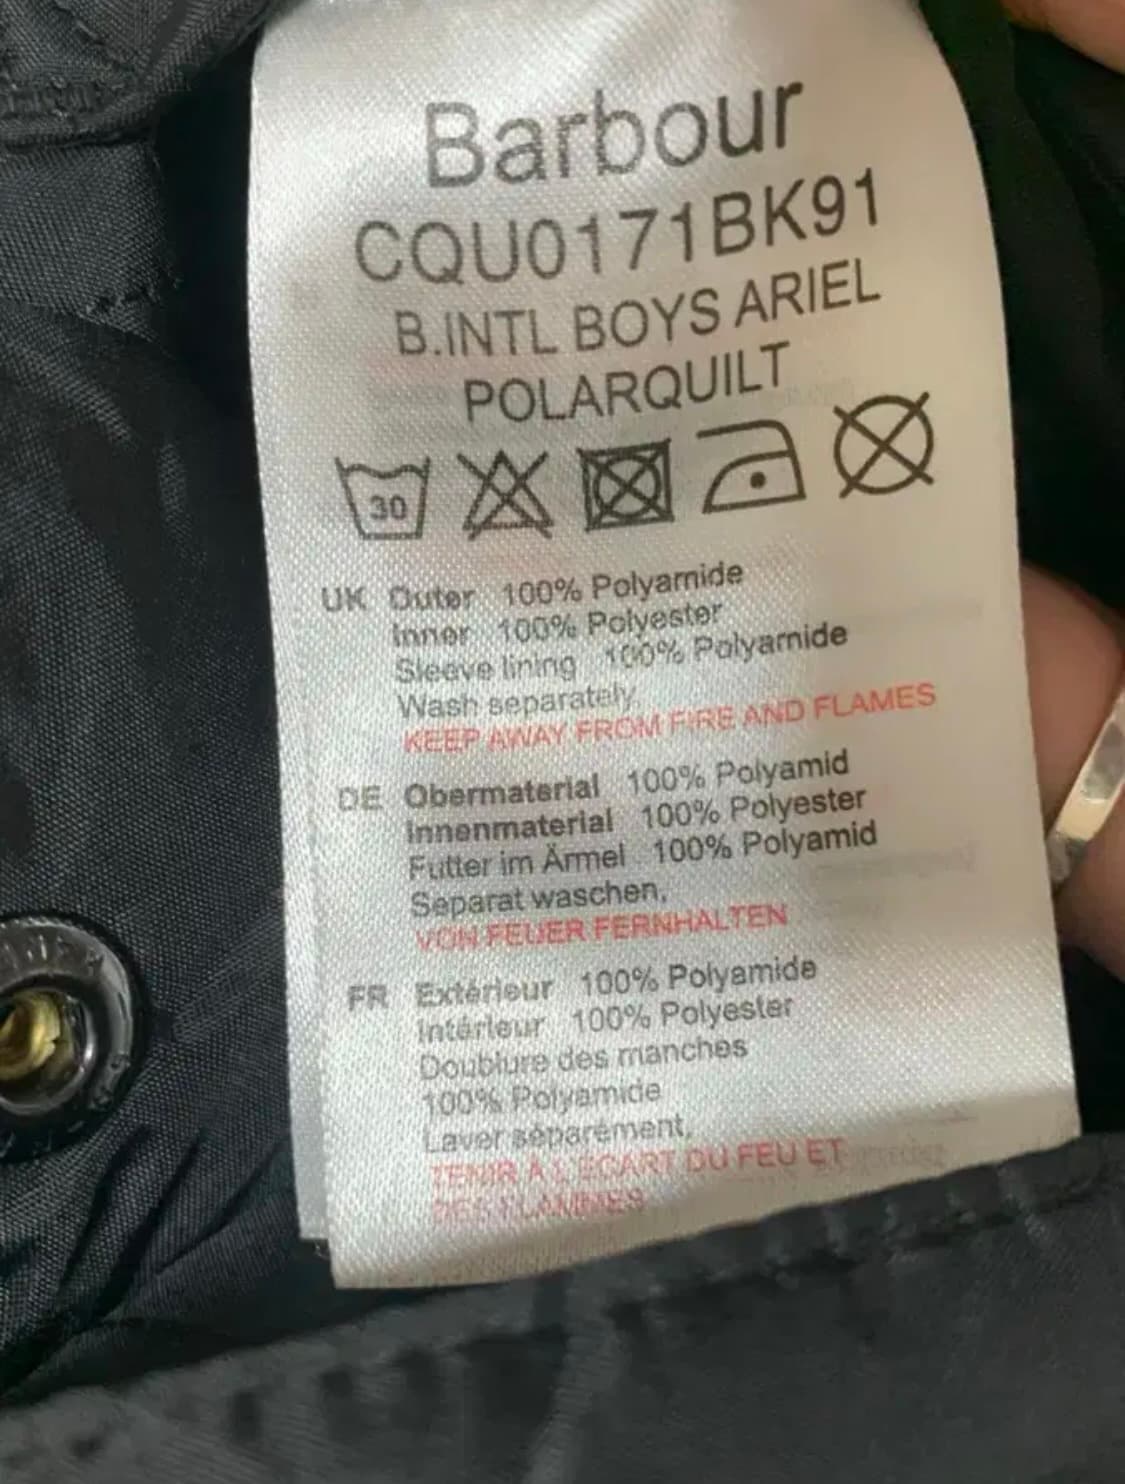 Barbour
CQU0171BK91
B.INTL BOYS ARIEL
POLARQUILT
30
UK Outer 100% Polyamide
Inner 100% Polyester
Sleeve lining 100% Polyamide
Wash separately,
KEEP AWAY FROM FIRE AND FLAMES
DE Obermaterial 100% Polyamid
Innenmaterial 100% Polyester
Futter im Ärmel 100% Polyamid
Separat waschen,
VON FEUER FERNHALTEN
FR Extérieur 100% Polyamide
Intérieur 100% Polyester
Doublure des manches
100% Polyamide
Laver séparément,
TENIR A L'ECART DU FEU ET
DES FLAMMES